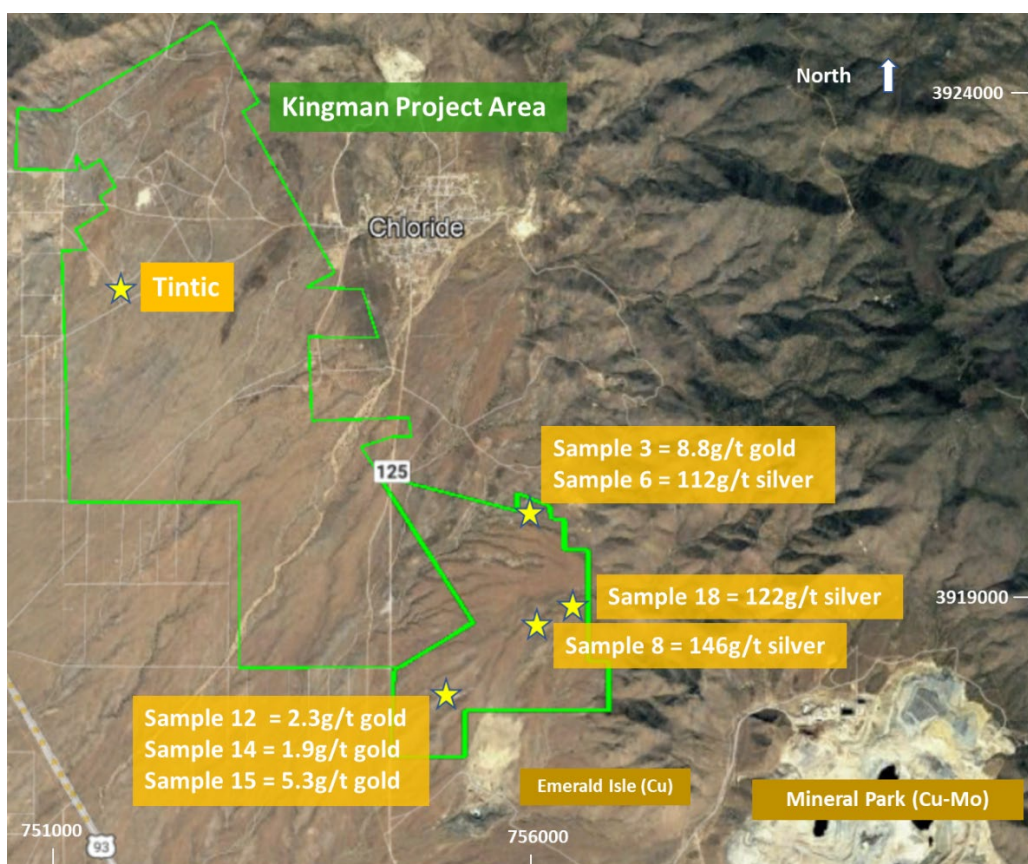 North
3924000
Kingman Project Area
Chloride
Tintic
125
Sample 3 = 8.8g/t gold
Sample 6 = 112g/t silver
Sample 18 = 122g/t silver
3919000
Sample 8 = 146g/t silver
Sample 12 = 2.3g/t gold
Sample 14 = 1.9g/t gold
Sample 15 = 5.3g/t gold
Emerald Isle (Cu)
Mineral Park (Cu-Mo)
751000
756000
93